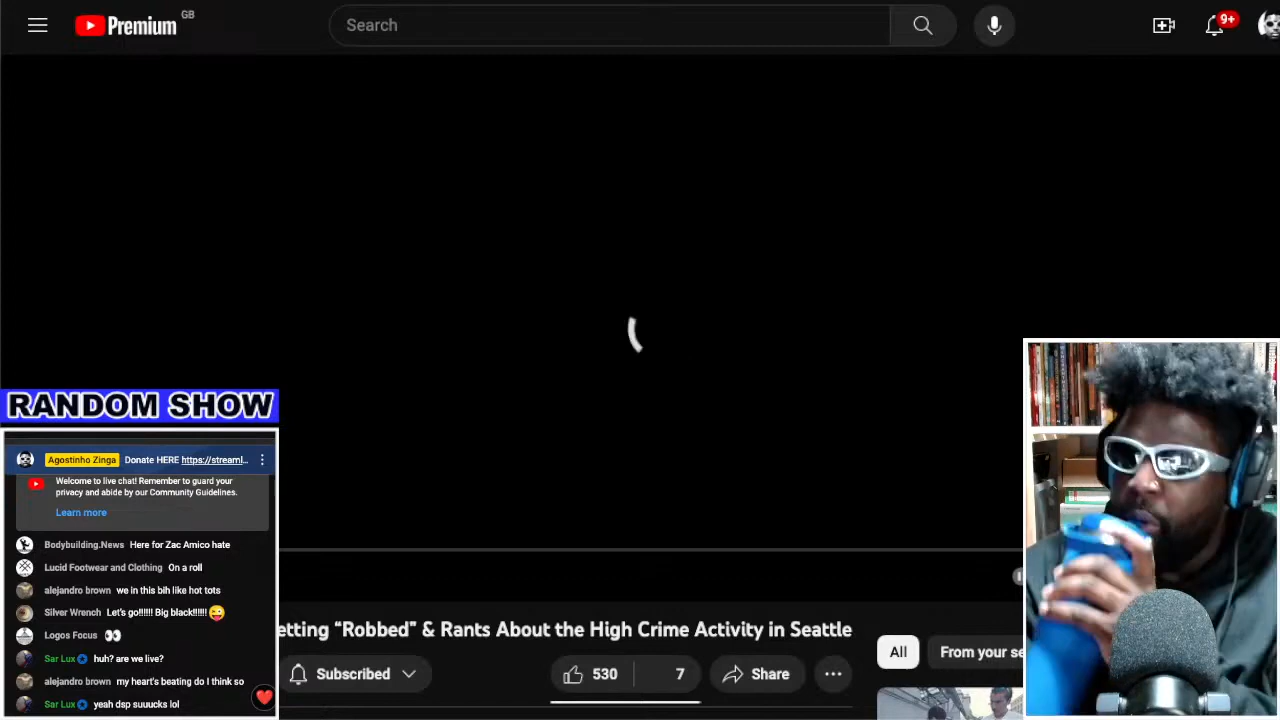 Premium GB
Search
9+
RANDOM SHOW
Agostinho Zinga Donate HERE https://streaml...
Welcome to live chat! Remember to guard your
privacy and abide by our Community Guidelines.
Learn more
Bodybuilding.News Here for Zac Amico hate
Lucid Footwear and Clothing On a roll
alejandro brown we in this bih like hot tots
Silver Wrench Let's go!!!!!! Big black!!!!!! 😜
Logos Focus 👀
Sar Lux huh? are we live?
alejandro brown my heart's beating do I think so
Sar Lux yeah dsp suuucks lol
etting “Robbed” & Rants About the High Crime Activity in Seattle
Subscribed
530
7
Share
All
From your se